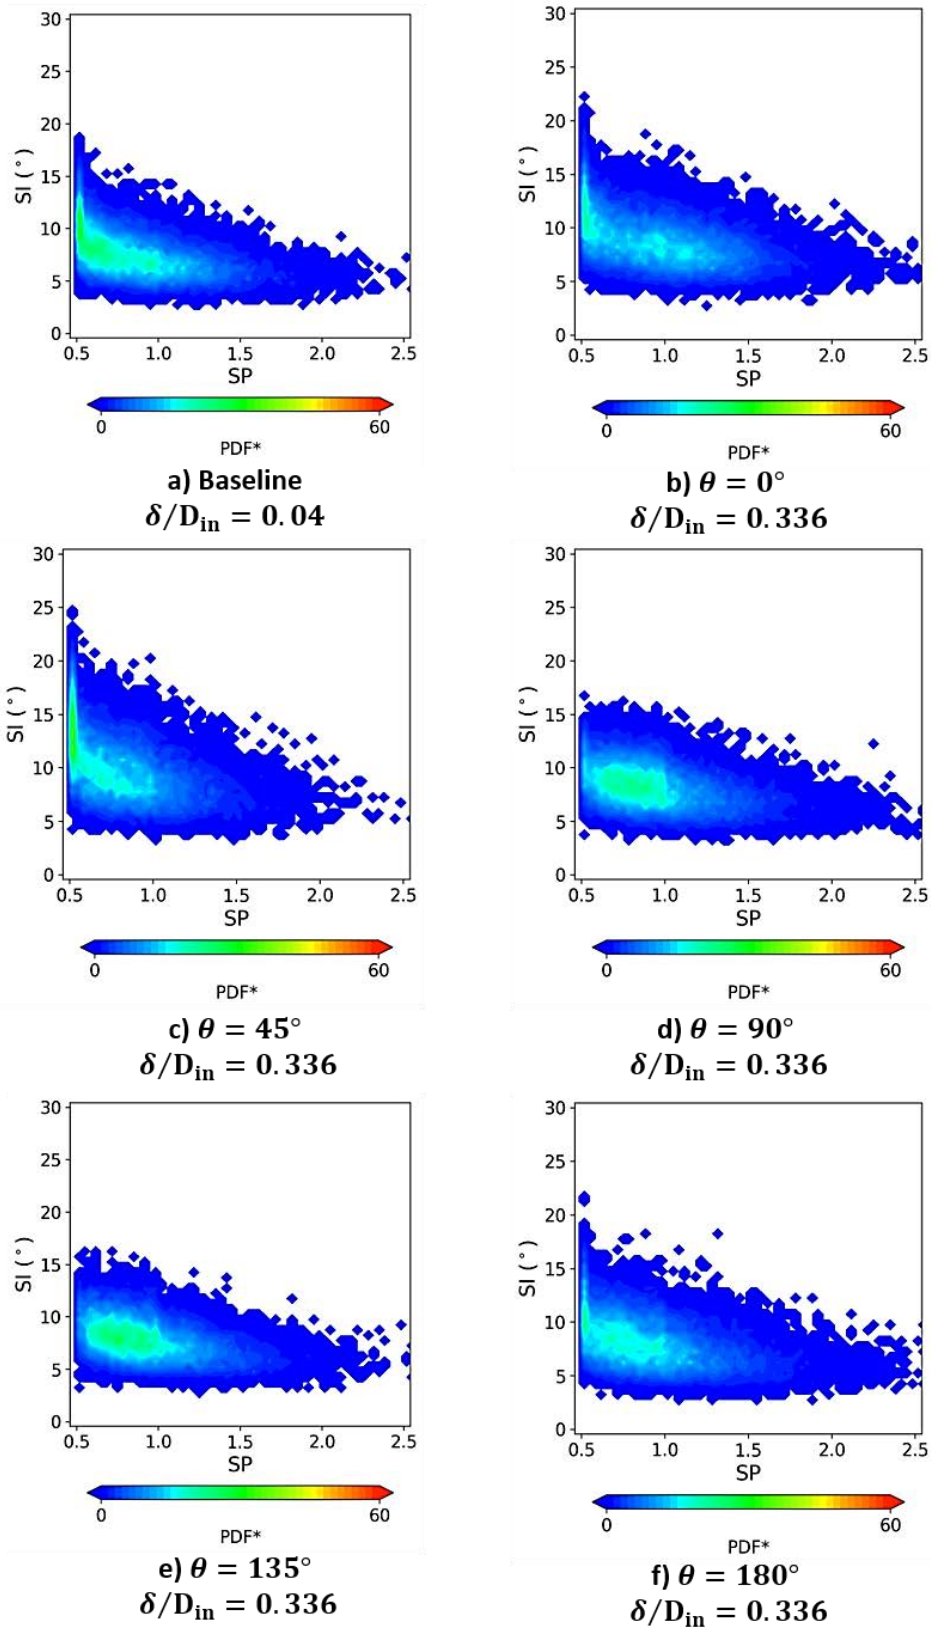 30
25
20
15
10
5
0
SI (°)
0.5 1.0 1.5 2.0 2.5
SP
0 60
PDF*
a) Baseline
δ/D_in = 0.04
30
25
20
15
10
5
0
SI (°)
0.5 1.0 1.5 2.0 2.5
SP
0 60
PDF*
b) θ = 0°
δ/D_in = 0.336
30
25
20
15
10
5
0
SI (°)
0.5 1.0 1.5 2.0 2.5
SP
0 60
PDF*
c) θ = 45°
δ/D_in = 0.336
30
25
20
15
10
5
0
SI (°)
0.5 1.0 1.5 2.0 2.5
SP
0 60
PDF*
d) θ = 90°
δ/D_in = 0.336
30
25
20
15
10
5
0
SI (°)
0.5 1.0 1.5 2.0 2.5
SP
0 60
PDF*
e) θ = 135°
δ/D_in = 0.336
30
25
20
15
10
5
0
SI (°)
0.5 1.0 1.5 2.0 2.5
SP
0 60
PDF*
f) θ = 180°
δ/D_in = 0.336